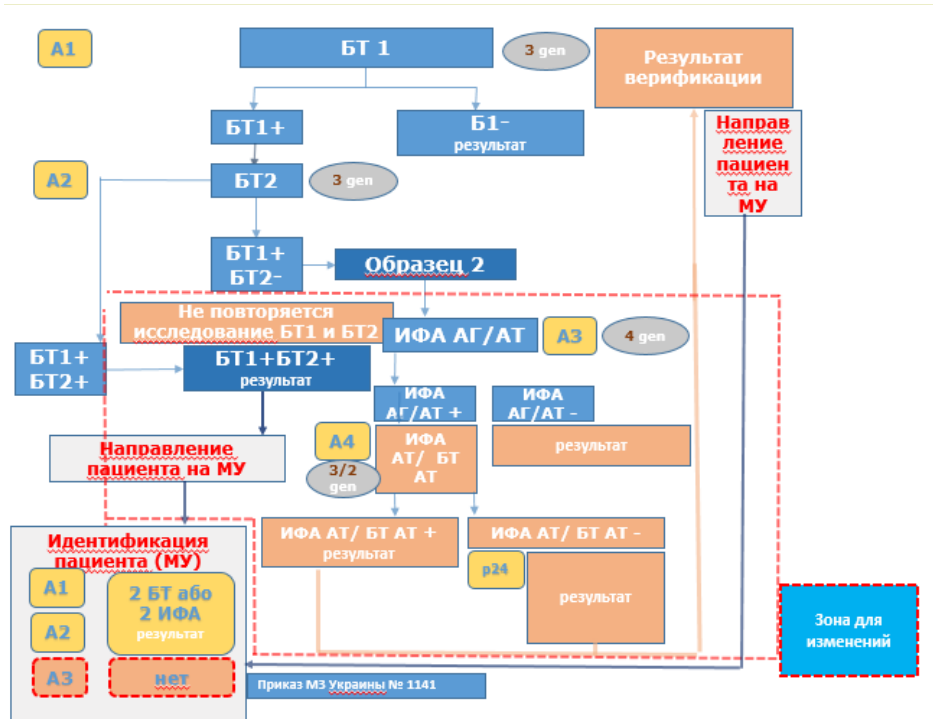 А1
БТ 1
3 gen
Результат
верификации
Направ
ление
пациен
та на
МУ
БТ1+
Б1-
результат
А2
БТ2
3 gen
БТ1+
БТ2-
Образец 2
Не повторяется
исследование БТ1 и БТ2
ИФА АГ/АТ
А3
4 gen
БТ1+
БТ2+
БТ1+БТ2+
результат
ИФА
АГ/АТ +
ИФА
АГ/АТ -
Направление
пациента на МУ
А4
3/2
gen
ИФА
АТ/ БТ
АТ
результат
Идентификация
пациента (МУ)
ИФА АТ/ БТ АТ +
результат
ИФА АТ/ БТ АТ -
р24
результат
А1
А2
2 БТ або
2 ИФА
результат
А3
нет
Зона для
изменений
Приказ МЗ Украины № 1141